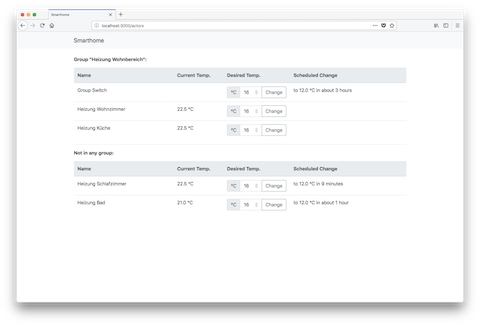 Smarthome
localhost:3000/actors
Smarthome
Group "Heizung Wohnbereich":
Name Current Temp. Desired Temp. Scheduled Change
Group Switch °C 16 Change to 12.0 °C in about 3 hours
Heizung Wohnzimmer 22.5 °C °C 16 Change
Heizung Küche 22.5 °C °C 16 Change
Not in any group:
Name Current Temp. Desired Temp. Scheduled Change
Heizung Schlafzimmer 22.5 °C °C 16 Change to 12.0 °C in 9 minutes
Heizung Bad 21.0 °C °C 16 Change to 12.0 °C in about 1 hour